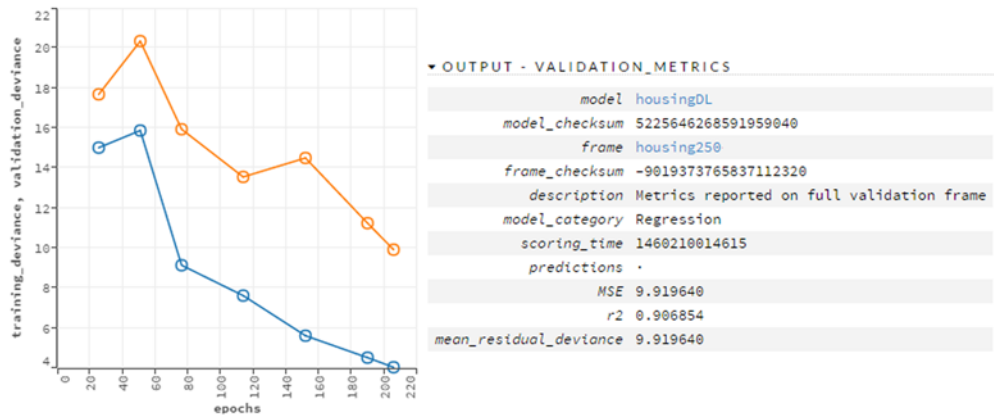 22
20
18
16
14
12
10
8
6
4
training_deviance, validation_deviance
0 20 40 60 80 100 120 140 160 180 200 220
epochs
▾ OUTPUT - VALIDATION_METRICS
model housingDL
model_checksum 5225646268591959040
frame housing250
frame_checksum -9019373765837112320
description Metrics reported on full validation frame
model_category Regression
scoring_time 1460210014615
predictions ·
MSE 9.919640
r2 0.906854
mean_residual_deviance 9.919640